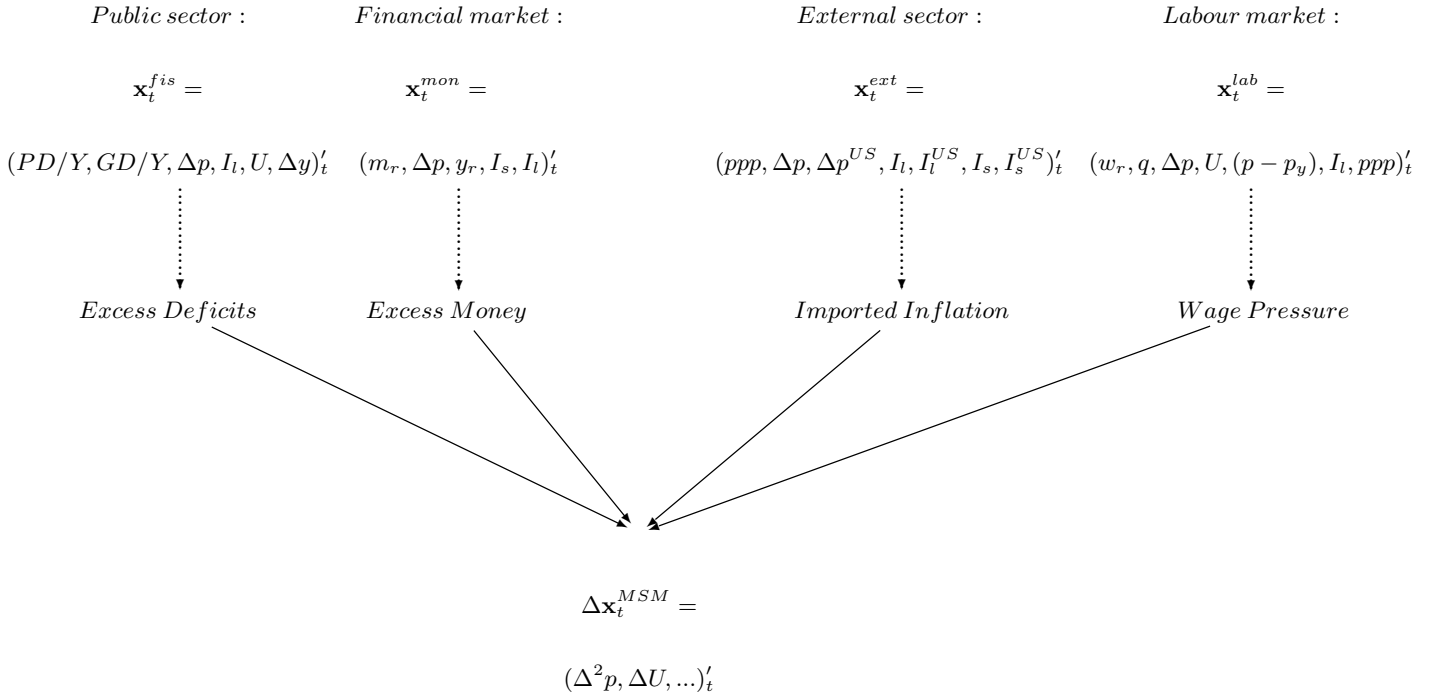 Public sector : Financial market : External sector : Labour market :
x_t^{fis} = x_t^{mon} = x_t^{ext} = x_t^{lab} =
(PD/Y, GD/Y, Δp, I_l, U, Δy)'_t (m_r, Δp, y_r, I_s, I_l)'_t (ppp, Δp, Δp^{US}, I_l, I_l^{US}, I_s, I_s^{US})'_t (w_r, q, Δp, U, (p − p_y), I_l, ppp)'_t
Excess Deficits Excess Money Imported Inflation Wage Pressure
Δx_t^{MSM} =
(Δ²p, ΔU, ...)'_t